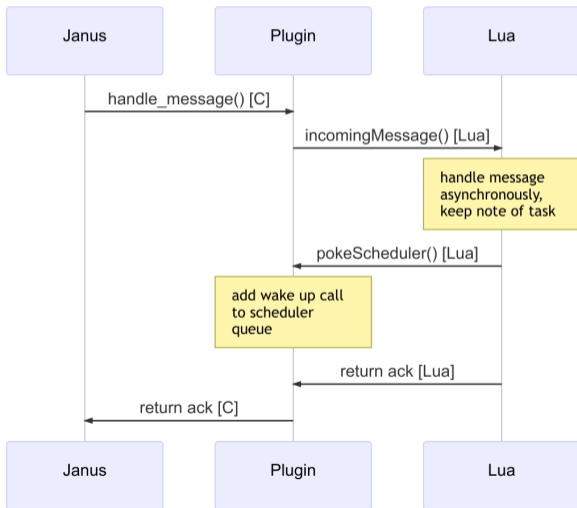 Janus
Plugin
Lua
handle_message() [C]
incomingMessage() [Lua]
handle message
asynchronously,
keep note of task
pokeScheduler() [Lua]
add wake up call
to scheduler
queue
return ack [Lua]
return ack [C]
Janus
Plugin
Lua